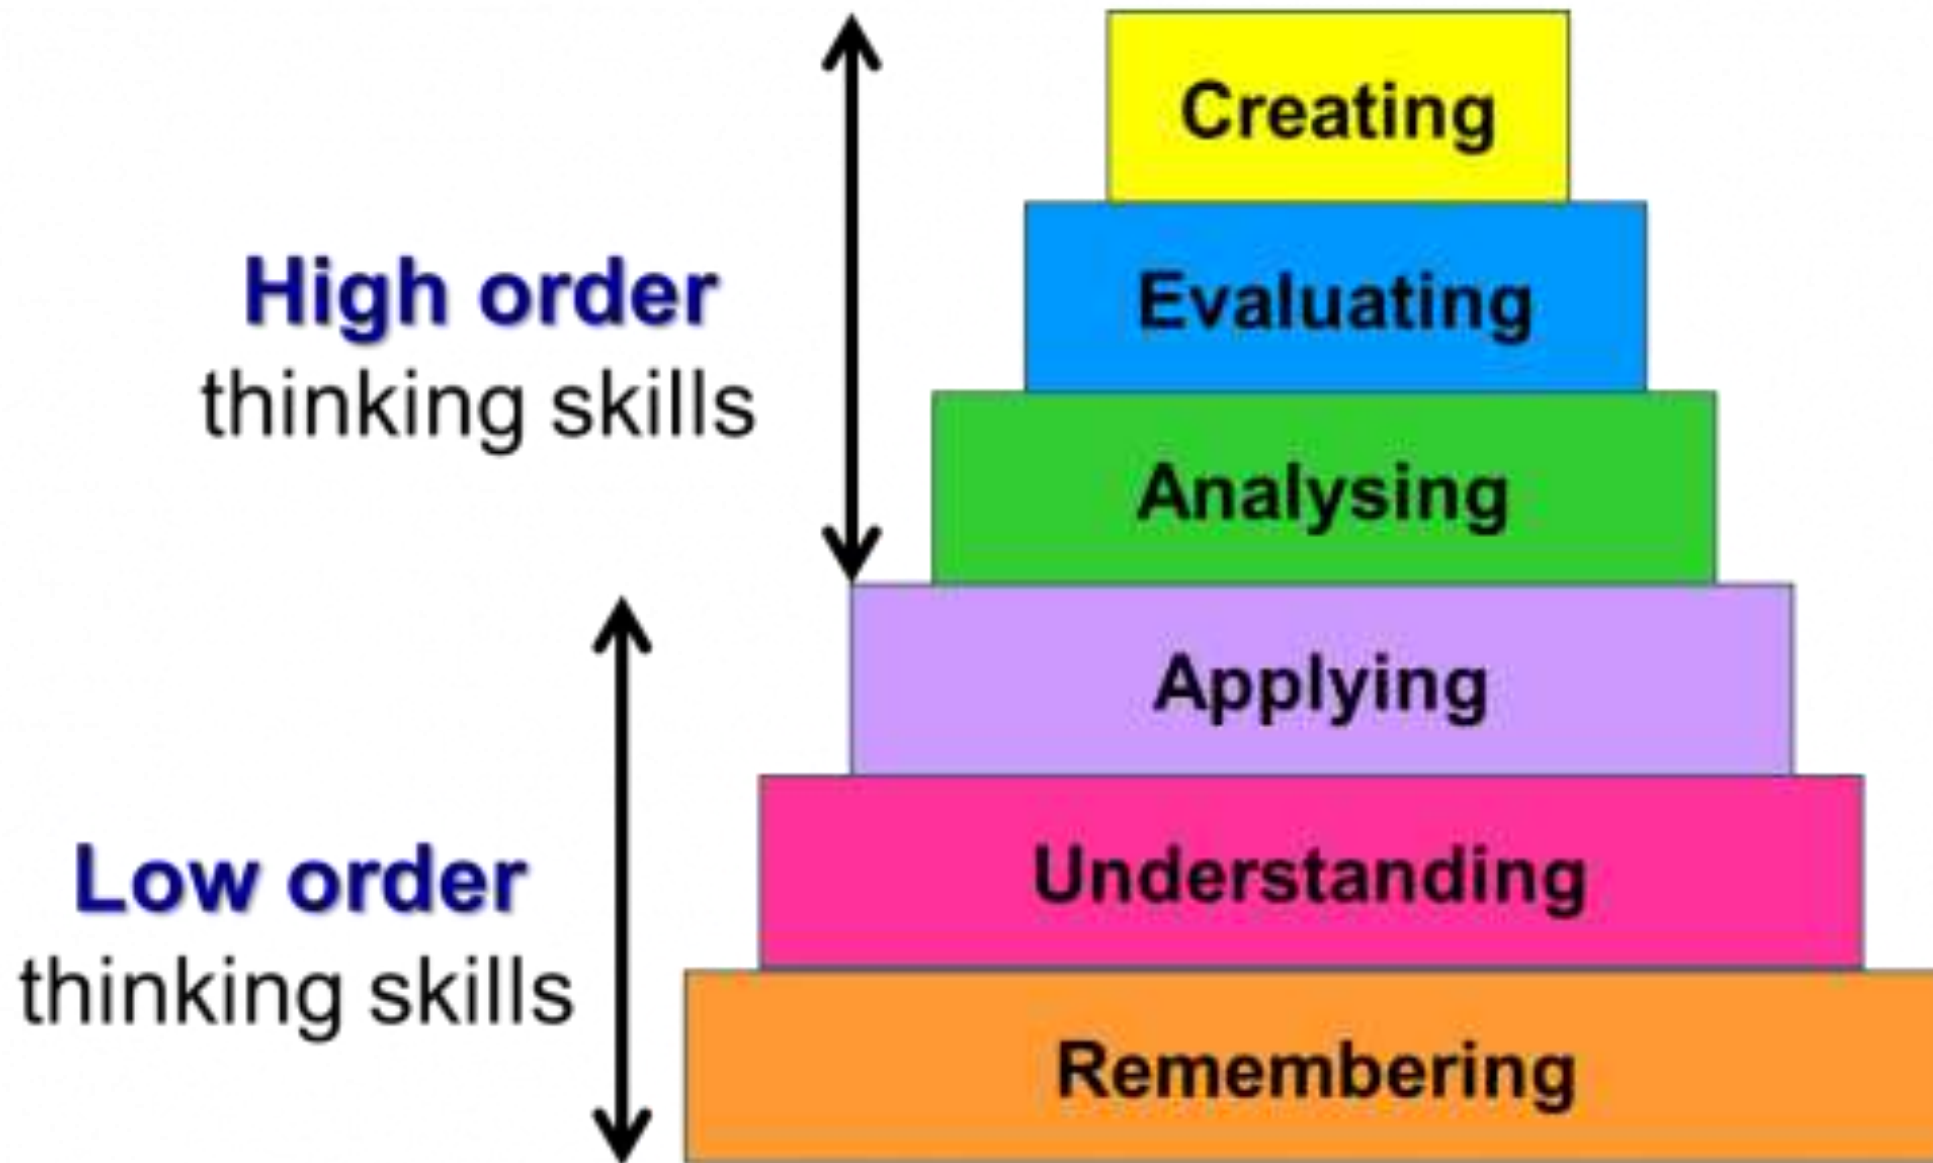 Creating
Evaluating
High order
thinking skills
Analysing
Applying
Understanding
Low order
thinking skills
Remembering